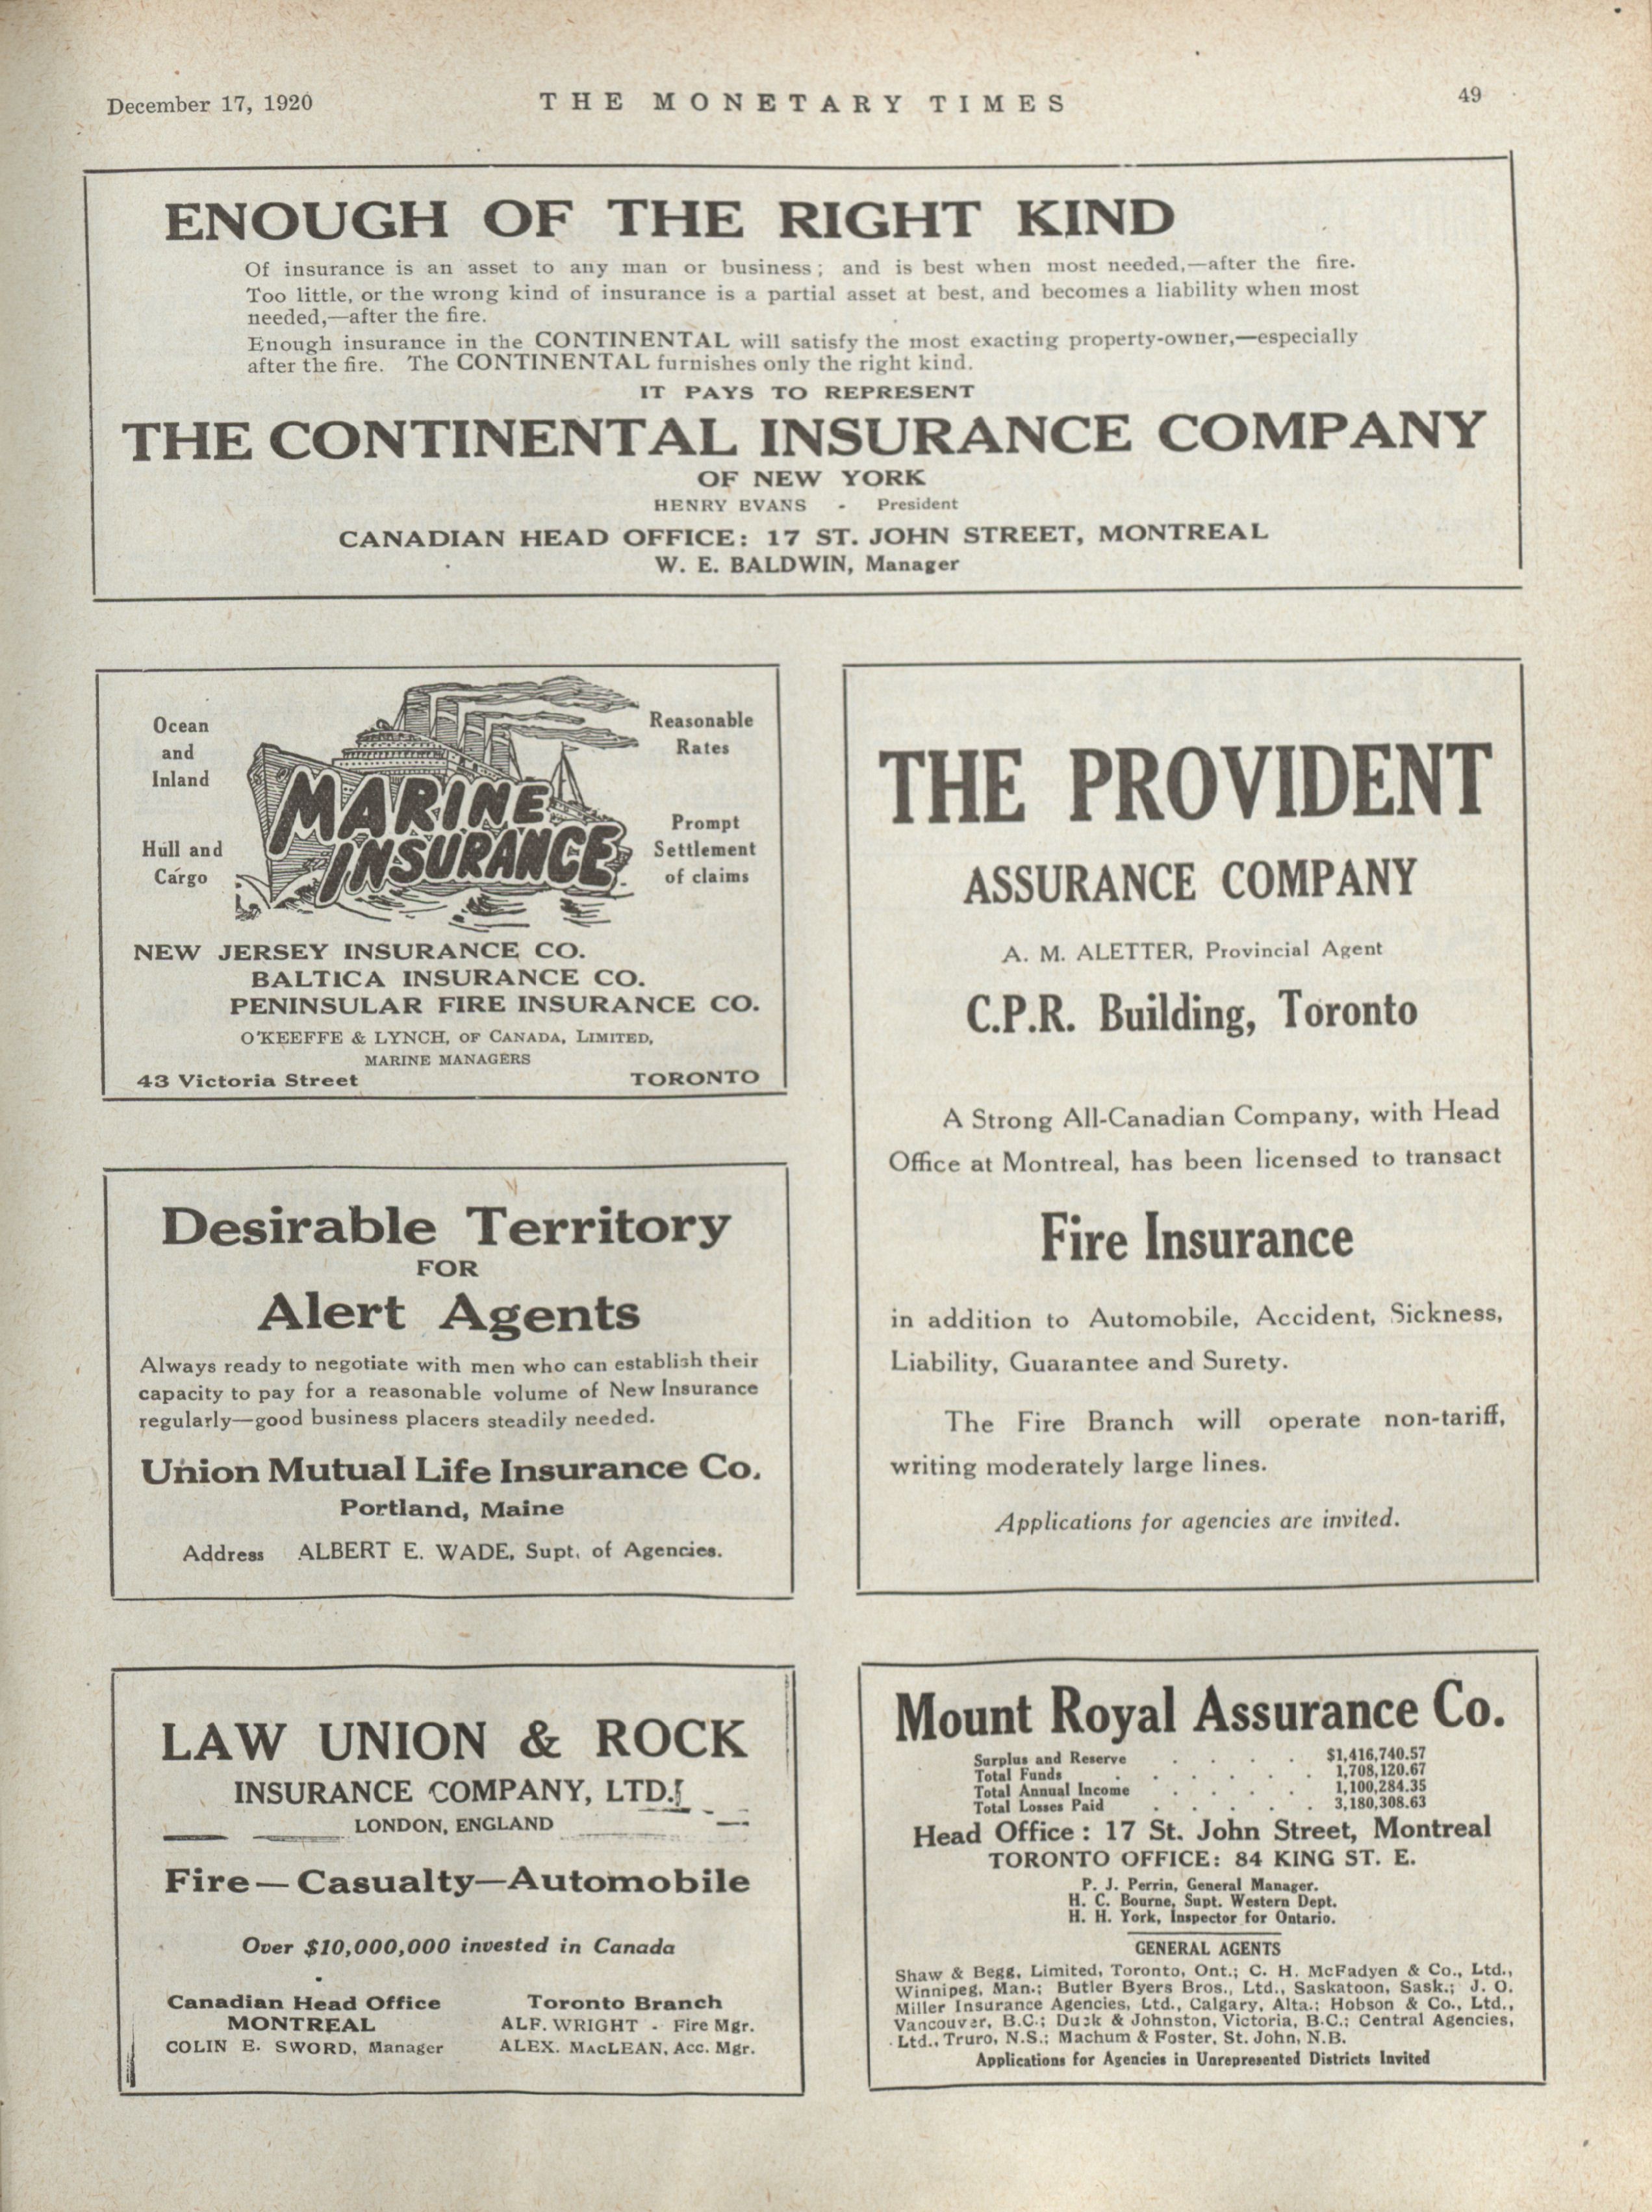 December 17, 1920
THE MONETARY TIMES
49
ENOUGH OF THE RIGHT KIND
Of insurance is an asset to any man or business; and is best when most needed,—after the fire.
Too little, or the wrong kind of insurance is a partial asset at best, and becomes a liability when most
needed,—after the fire.
Enough insurance in the CONTINENTAL will satisfy the most exacting property-owner,—especially
after the fire. The CONTINENTAL furnishes only the right kind.
IT PAYS TO REPRESENT
THE CONTINENTAL INSURANCE COMPANY
OF NEW YORK
HENRY EVANS - President
CANADIAN HEAD OFFICE: 17 ST. JOHN STREET, MONTREAL
W. E. BALDWIN, Manager
Ocean
and
Inland
Hull and
Cargo
MARINE
INSURANCE
Reasonable
Rates
Prompt
Settlement
of claims
NEW JERSEY INSURANCE CO.
BALTICA INSURANCE CO.
PENINSULAR FIRE INSURANCE CO.
O'KEEFFE & LYNCH, OF CANADA, LIMITED,
MARINE MANAGERS
43 Victoria Street TORONTO
Desirable Territory
FOR
Alert Agents
Always ready to negotiate with men who can establish their
capacity to pay for a reasonable volume of New Insurance
regularly—good business placers steadily needed.
Union Mutual Life Insurance Co.
Portland, Maine
Address ALBERT E. WADE, Supt. of Agencies.
THE PROVIDENT
ASSURANCE COMPANY
A. M. ALETTER, Provincial Agent
C.P.R. Building, Toronto
A Strong All-Canadian Company, with Head
Office at Montreal, has been licensed to transact
Fire Insurance
in addition to Automobile, Accident, Sickness,
Liability, Guarantee and Surety.
The Fire Branch will operate non-tariff,
writing moderately large lines.
Applications for agencies are invited.
LAW UNION & ROCK
INSURANCE COMPANY, LTD.
LONDON, ENGLAND
Fire—Casualty—Automobile
Over $10,000,000 invested in Canada
Canadian Head Office
MONTREAL
COLIN E. SWORD, Manager
Toronto Branch
ALF. WRIGHT - Fire Mgr.
ALEX. MACLEAN, Acc. Mgr.
Mount Royal Assurance Co.
Surplus and Reserve . . . . $1,416,740.57
Total Funds . . . . . . 1,708,120.67
Total Annual Income . . . . 1,100,284.35
Total Losses Paid . . . . . 3,180,308.63
Head Office: 17 St. John Street, Montreal
TORONTO OFFICE: 84 KING ST. E.
P. J. Perrin, General Manager.
H. C. Bourne, Supt. Western Dept.
H. H. York, Inspector for Ontario.
GENERAL AGENTS
Shaw & Begg, Limited, Toronto, Ont.; C. H. McFadyen & Co., Ltd.,
Winnipeg, Man.; Butler Byers Bros., Ltd., Saskatoon, Sask.; J. O.
Miller Insurance Agencies, Ltd., Calgary, Alta.; Hobson & Co., Ltd.,
Vancouver, B.C.; Duck & Johnston, Victoria, B.C.; Central Agencies,
Ltd., Truro, N.S.; Machum & Foster, St. John, N.B.
Applications for Agencies in Unrepresented Districts Invited